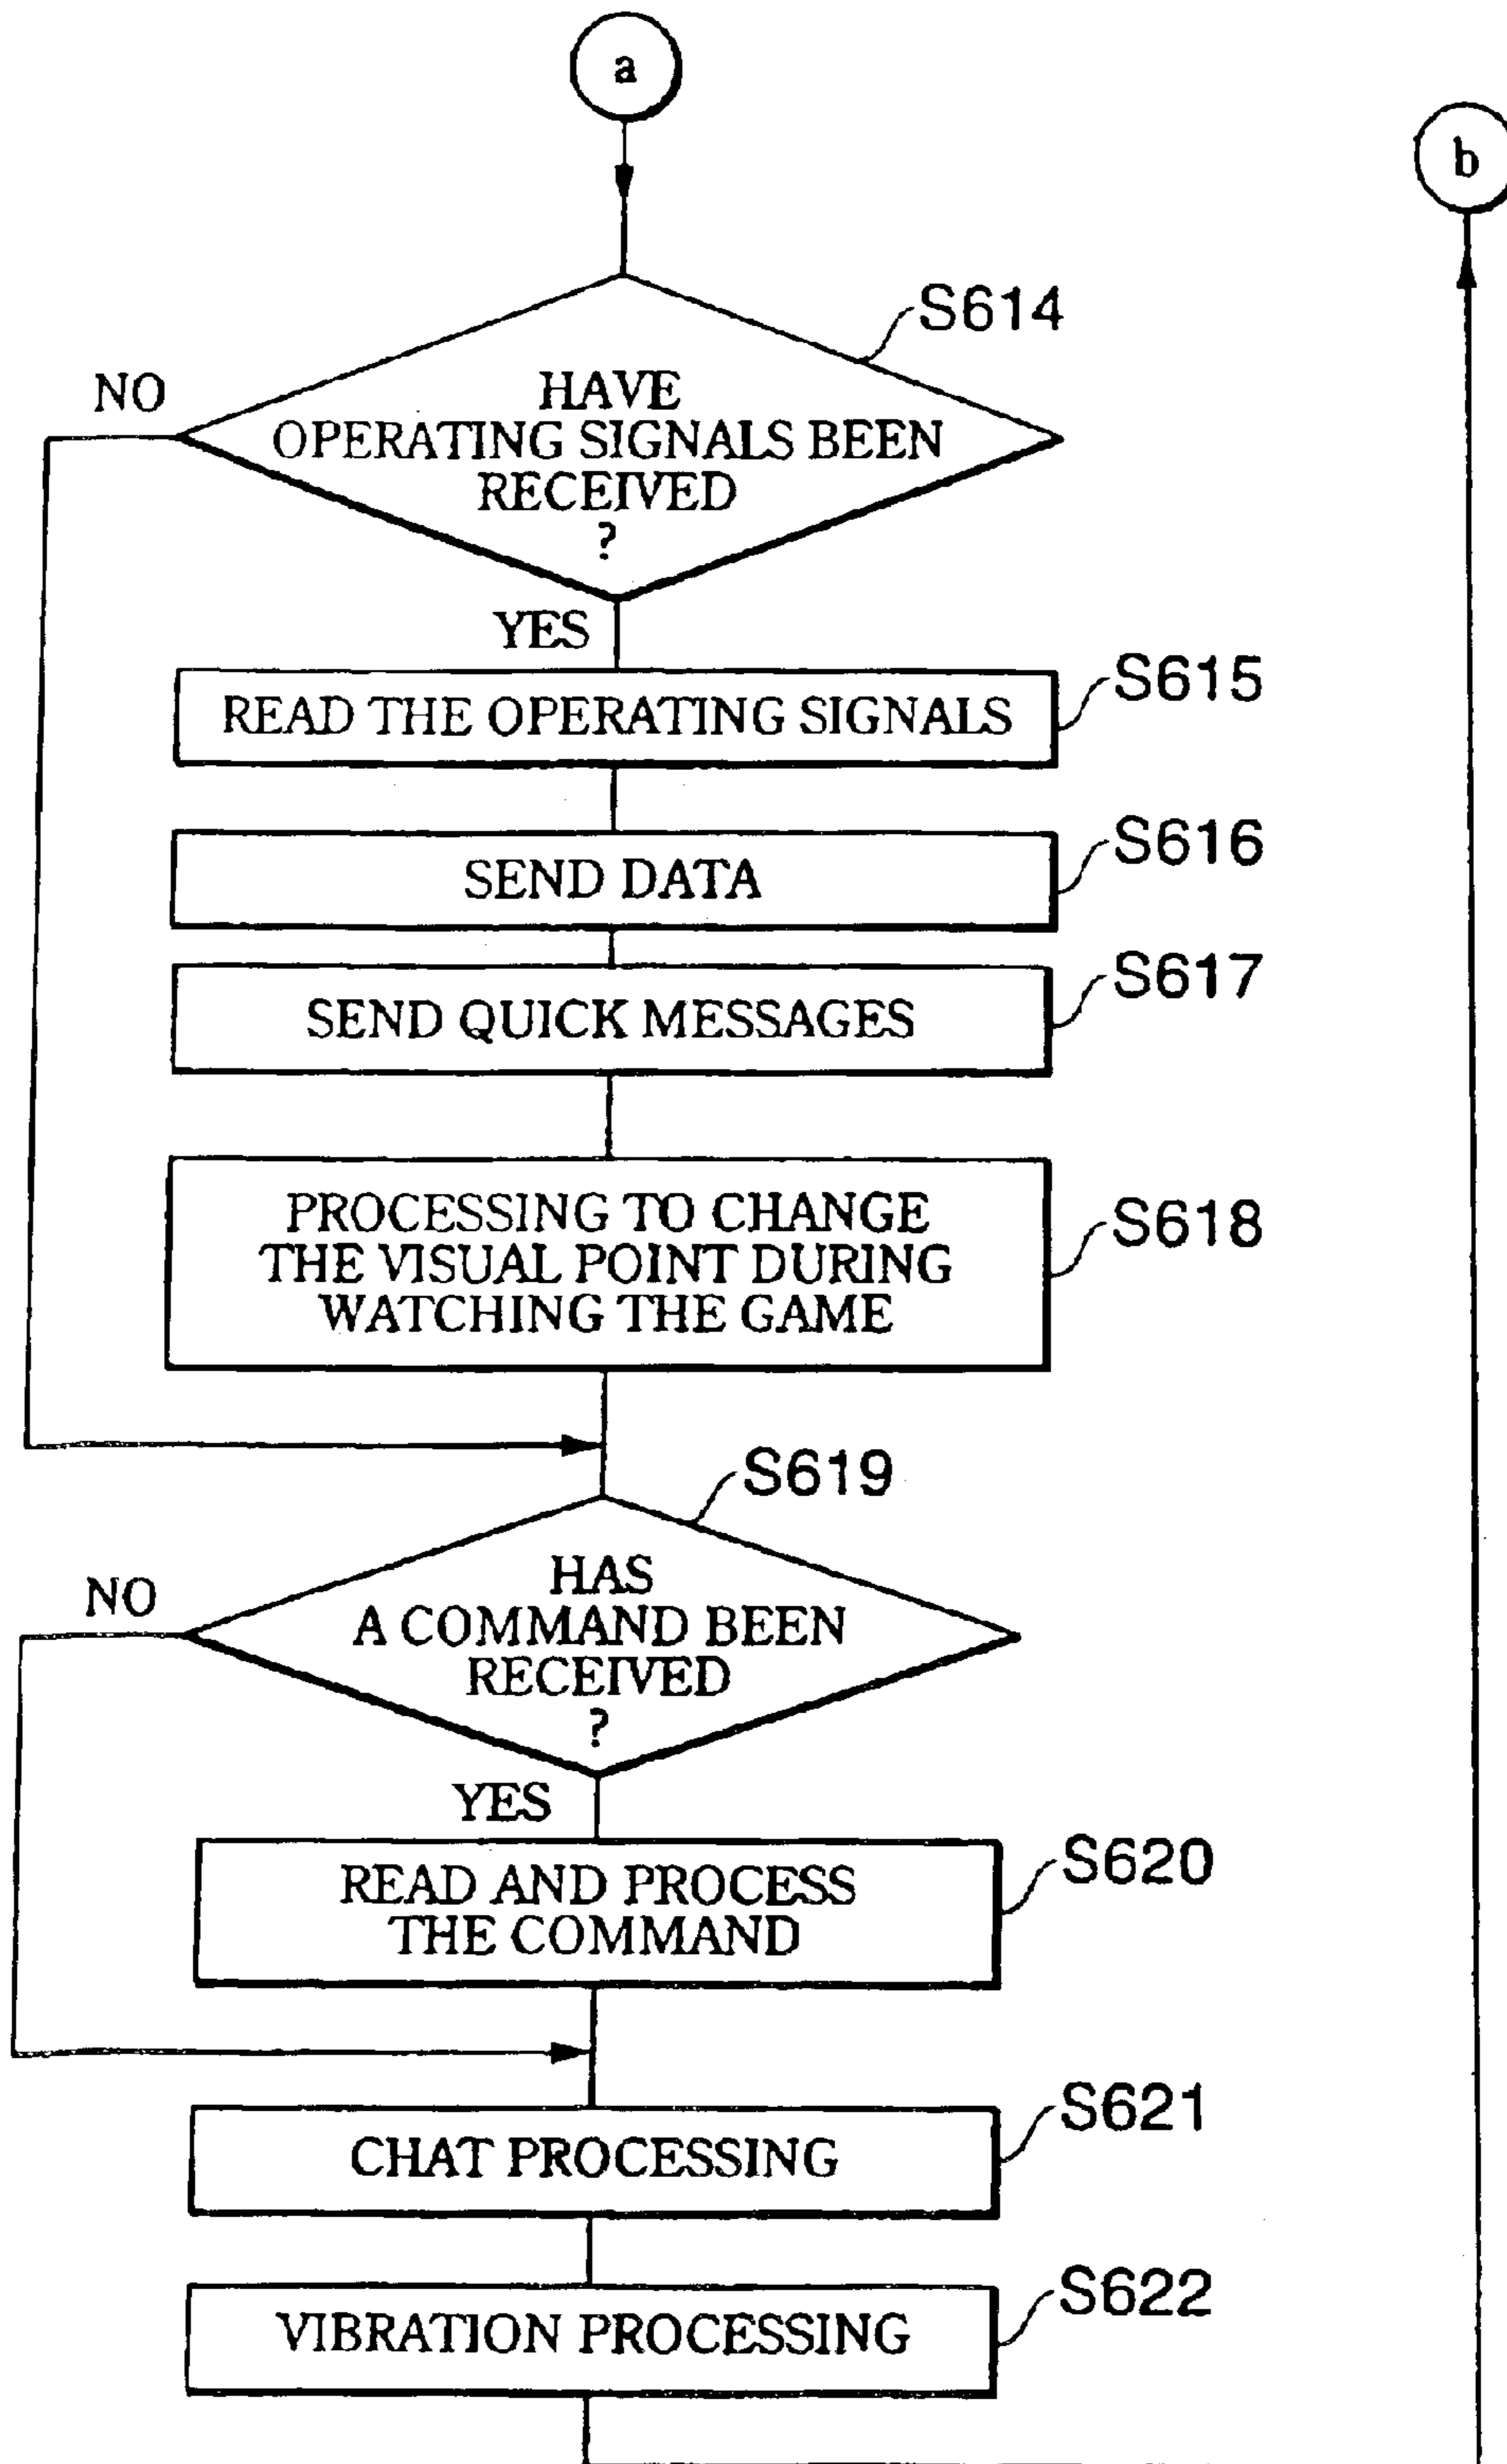 a
b
S614
NO
HAVE
OPERATING SIGNALS BEEN
RECEIVED
?
YES
S615
READ THE OPERATING SIGNALS
S616
SEND DATA
S617
SEND QUICK MESSAGES
S618
PROCESSING TO CHANGE
THE VISUAL POINT DURING
WATCHING THE GAME
S619
NO
HAS
A COMMAND BEEN
RECEIVED
?
YES
S620
READ AND PROCESS
THE COMMAND
S621
CHAT PROCESSING
S622
VIBRATION PROCESSING